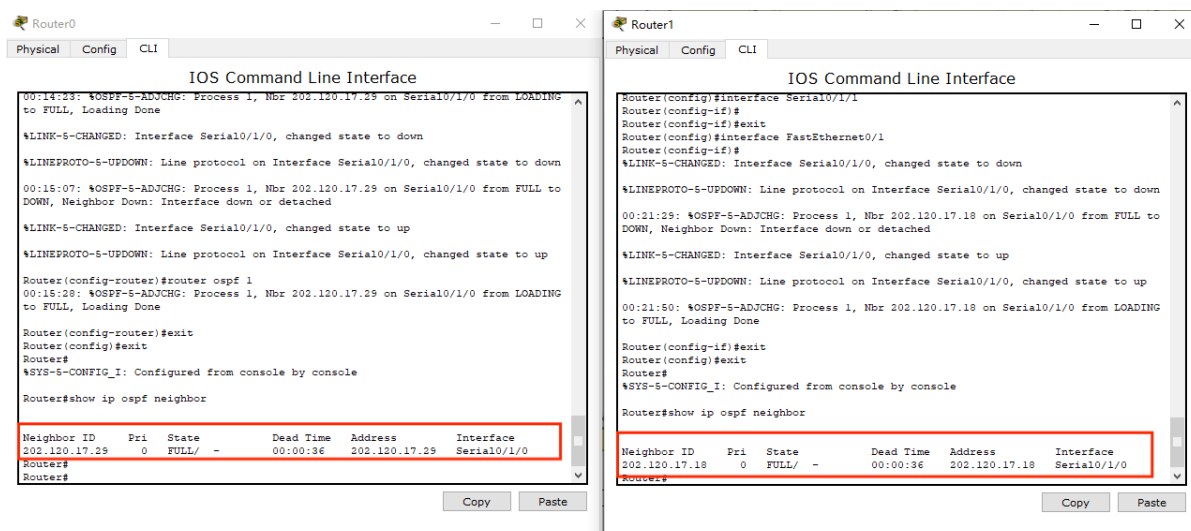 Router0
Physical Config CLI
IOS Command Line Interface
00:14:23: %OSPF-5-ADJCHG: Process 1, Nbr 202.120.17.29 on Serial0/1/0 from LOADING
to FULL, Loading Done
%LINK-5-CHANGED: Interface Serial0/1/0, changed state to down
%LINEPROTO-5-UPDOWN: Line protocol on Interface Serial0/1/0, changed state to down
00:15:07: %OSPF-5-ADJCHG: Process 1, Nbr 202.120.17.29 on Serial0/1/0 from FULL to
DOWN, Neighbor Down: Interface down or detached
%LINK-5-CHANGED: Interface Serial0/1/0, changed state to up
%LINEPROTO-5-UPDOWN: Line protocol on Interface Serial0/1/0, changed state to up
Router(config-router)#router ospf 1
00:15:28: %OSPF-5-ADJCHG: Process 1, Nbr 202.120.17.29 on Serial0/1/0 from LOADING
to FULL, Loading Done
Router(config-router)#exit
Router(config)#exit
Router#
%SYS-5-CONFIG_I: Configured from console by console
Router#show ip ospf neighbor
Neighbor ID Pri State Dead Time Address Interface
202.120.17.29 0 FULL/ - 00:00:36 202.120.17.29 Serial0/1/0
Router#
Router#
Copy Paste
Router1
Physical Config CLI
IOS Command Line Interface
Router(config)#interface Serial0/1/1
Router(config-if)#
Router(config-if)#exit
Router(config)#interface FastEthernet0/1
Router(config-if)#
%LINK-5-CHANGED: Interface Serial0/1/0, changed state to down
%LINEPROTO-5-UPDOWN: Line protocol on Interface Serial0/1/0, changed state to down
00:21:29: %OSPF-5-ADJCHG: Process 1, Nbr 202.120.17.18 on Serial0/1/0 from FULL to
DOWN, Neighbor Down: Interface down or detached
%LINK-5-CHANGED: Interface Serial0/1/0, changed state to up
%LINEPROTO-5-UPDOWN: Line protocol on Interface Serial0/1/0, changed state to up
00:21:50: %OSPF-5-ADJCHG: Process 1, Nbr 202.120.17.18 on Serial0/1/0 from LOADING
to FULL, Loading Done
Router(config-if)#exit
Router(config)#exit
Router#
%SYS-5-CONFIG_I: Configured from console by console
Router#show ip ospf neighbor
Neighbor ID Pri State Dead Time Address Interface
202.120.17.18 0 FULL/ - 00:00:36 202.120.17.18 Serial0/1/0
Router#
Copy Paste